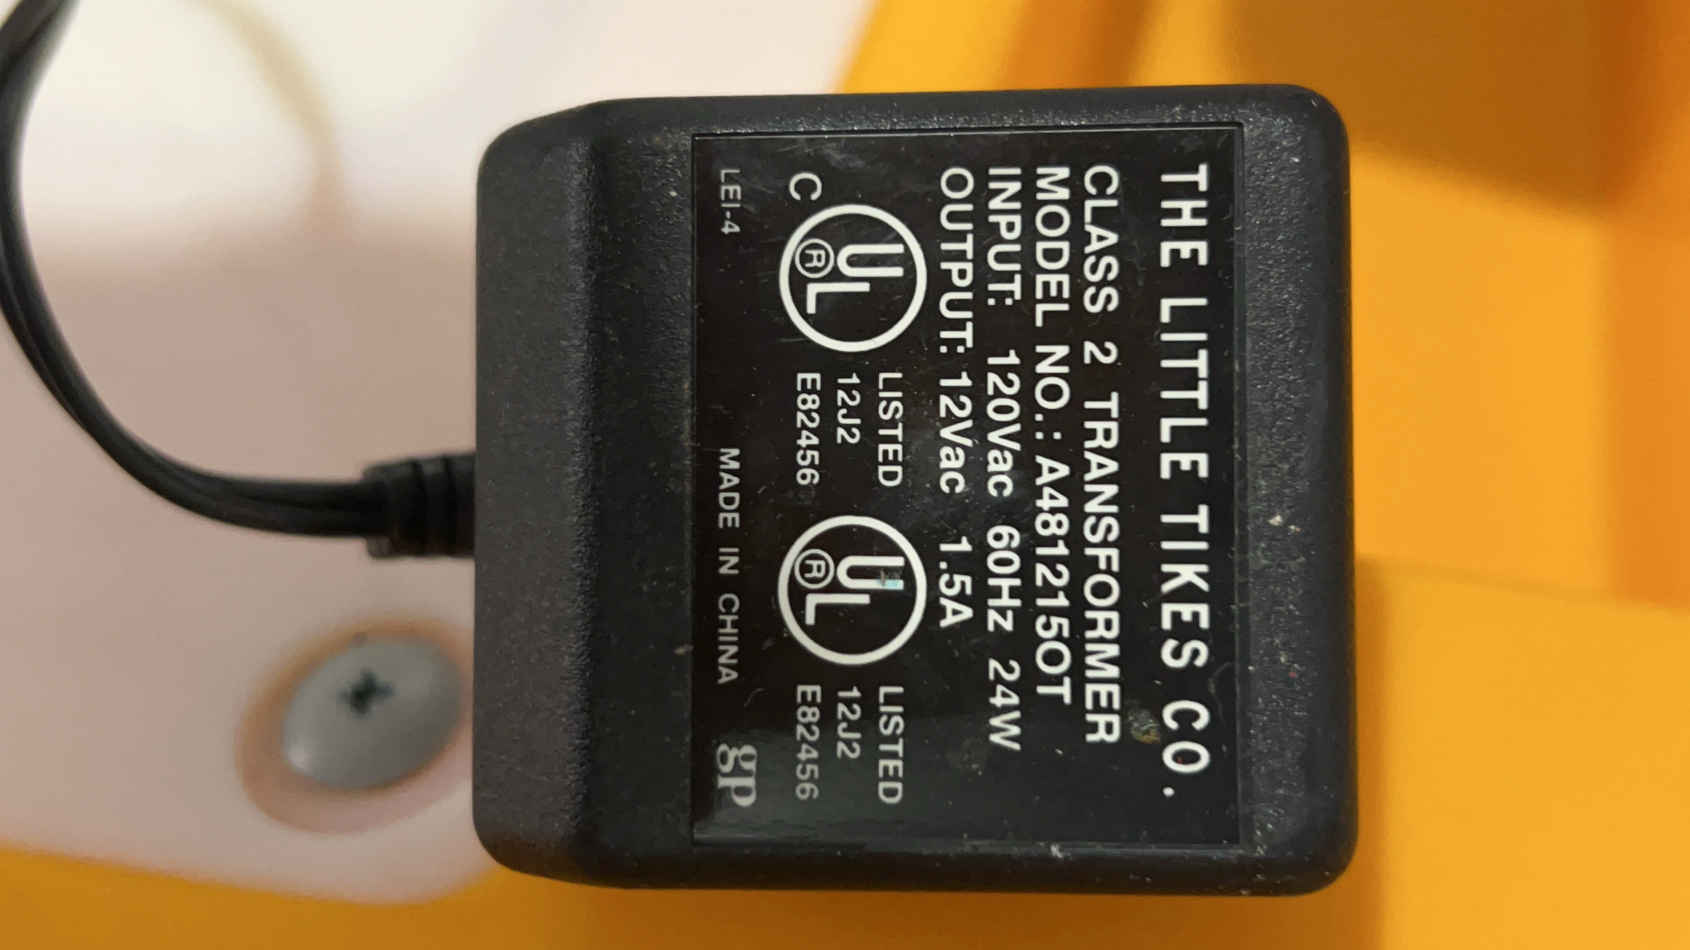 THE LITTLE TIKES CO.
CLASS 2 TRANSFORMER
MODEL NO.: A481215OT
INPUT: 120Vac 60Hz 24W
OUTPUT: 12Vac 1.5A
C UL ® LISTED 12J2 E82456
UL ® LISTED 12J2 E82456
LEI-4 MADE IN CHINA gp